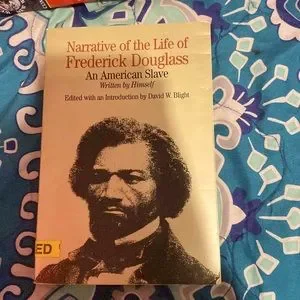 Narrative of the Life of
Frederick Douglass
An American Slave
Written by Himself
Edited with an Introduction by David W. Blight
ED